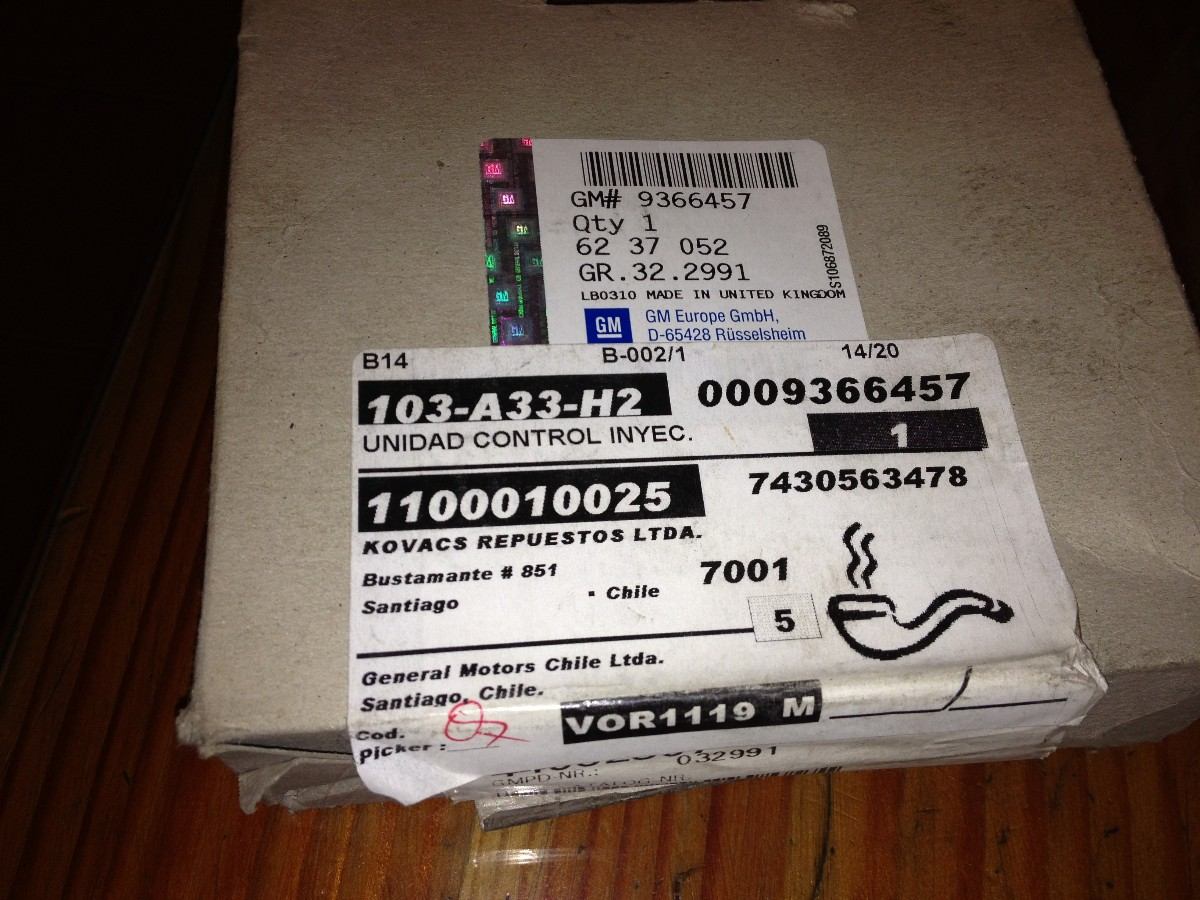 GM# 9366457
Qty 1
62 37 052
GR.32.2991
LB0310 MADE IN UNITED KINGDOM
S106872089
GM
GM Europe GmbH,
D-65428 Rüsselsheim
B14 B-002/1 14/20
103-A33-H2 0009366457
UNIDAD CONTROL INYEC. 1
1100010025 7430563478
KOVACS REPUESTOS LTDA.
Bustamante # 851 7001
Santiago · Chile
5
General Motors Chile Ltda.
Santiago, Chile.
Cod.
Picker :
VOR1119 M
032991
GMPD-NR.: